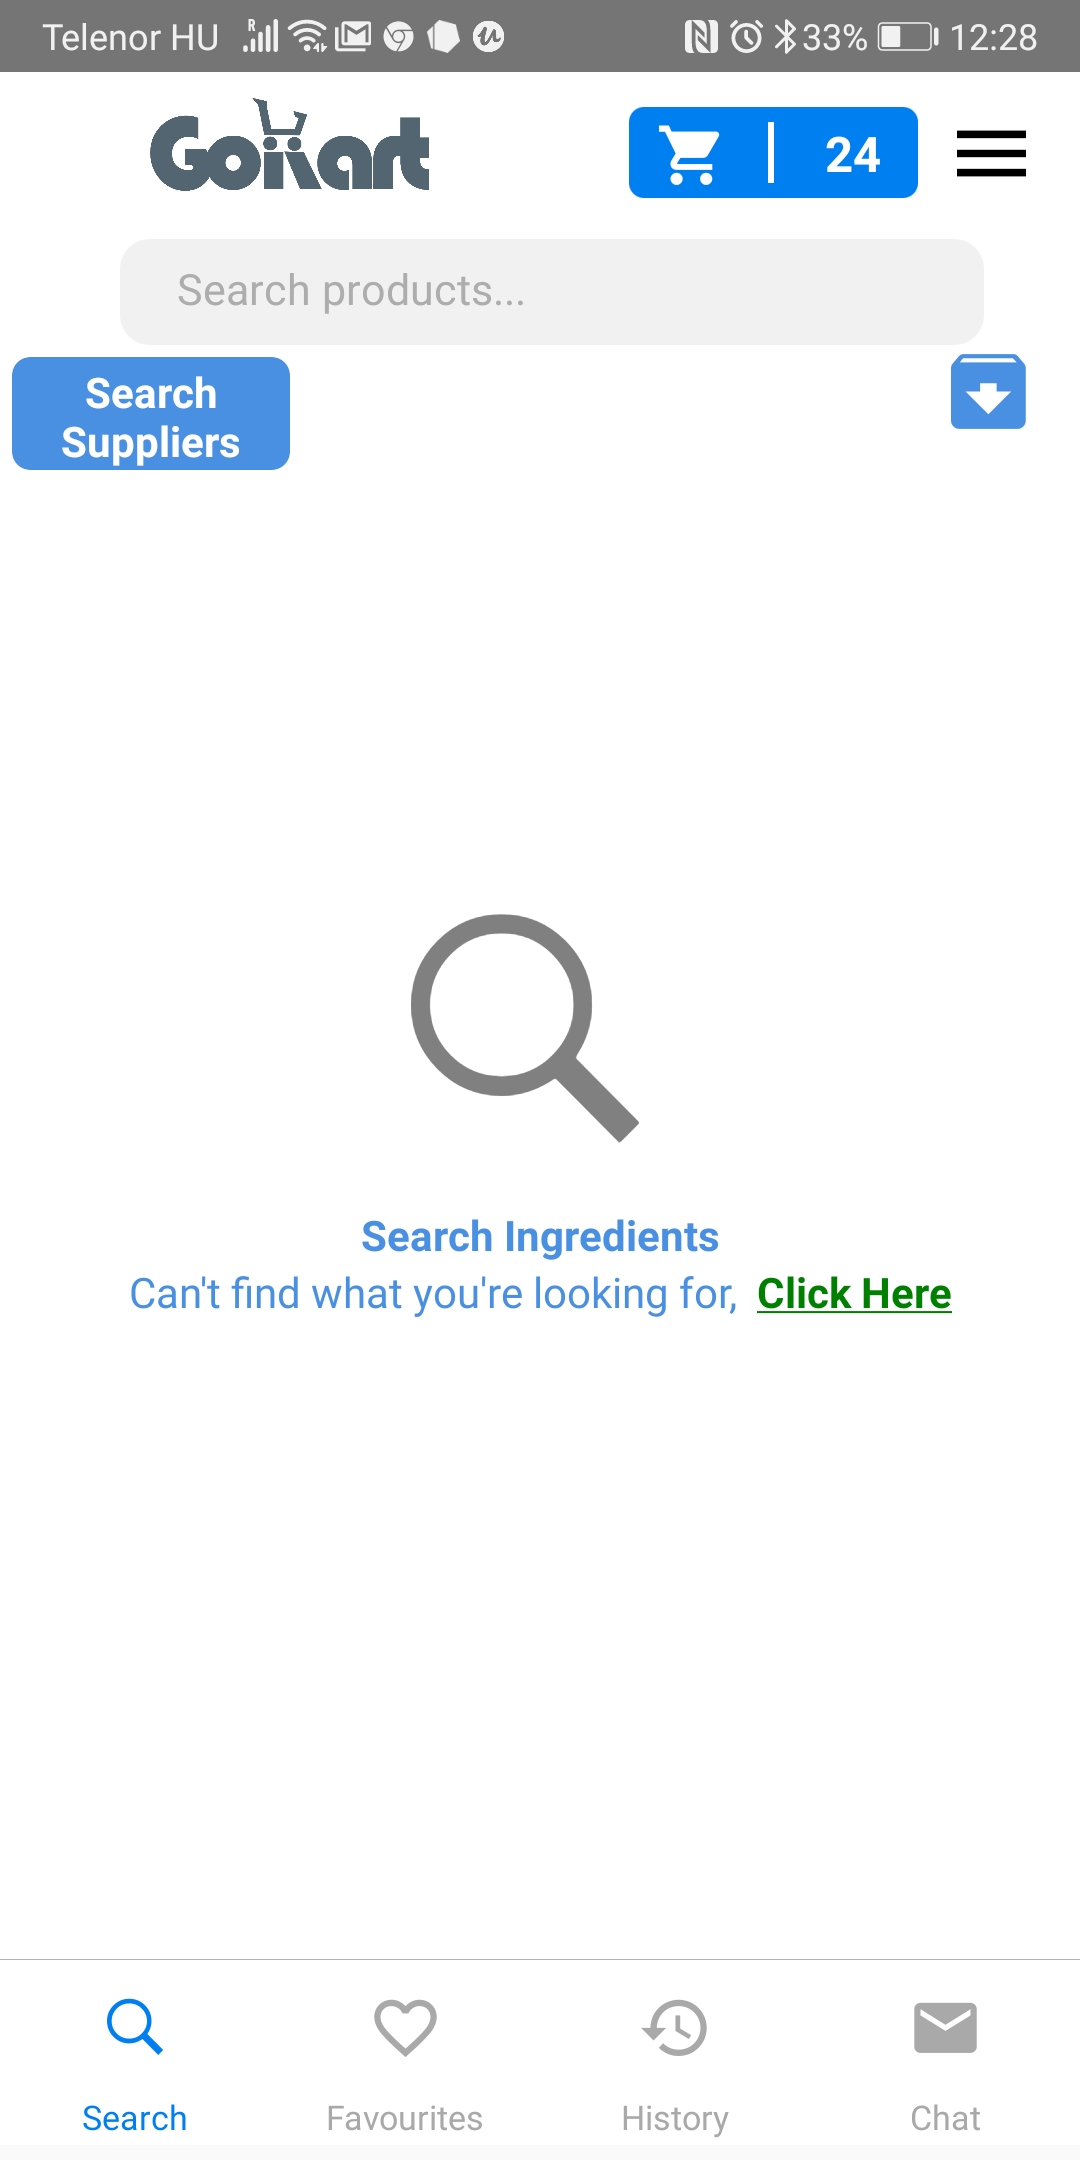 Telenor HU
33%
12:28
GoKart
24
Search products...
Search
Suppliers
Search Ingredients
Can't find what you're looking for, Click Here
Search
Favourites
History
Chat